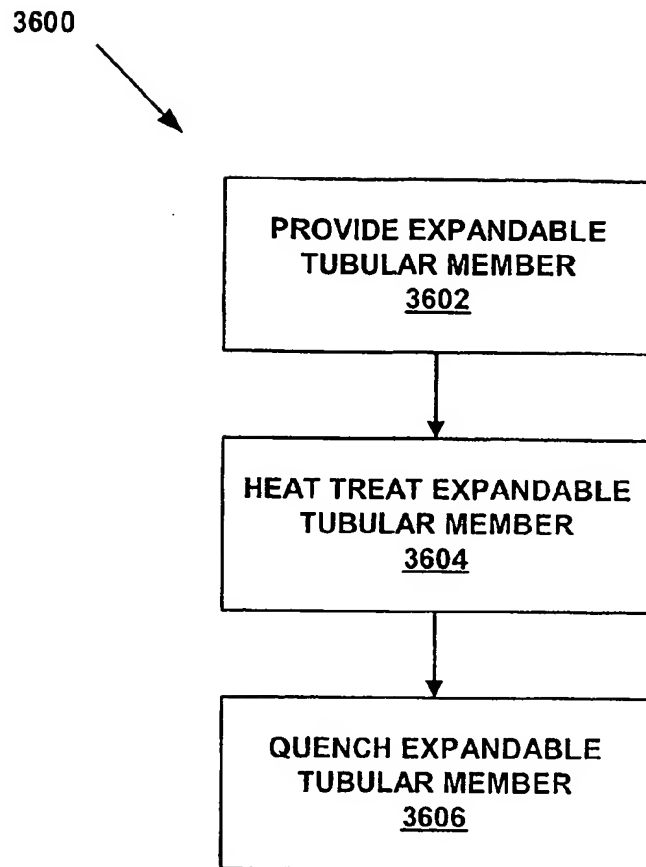 3600
PROVIDE EXPANDABLE
TUBULAR MEMBER
3602
HEAT TREAT EXPANDABLE
TUBULAR MEMBER
3604
QUENCH EXPANDABLE
TUBULAR MEMBER
3606